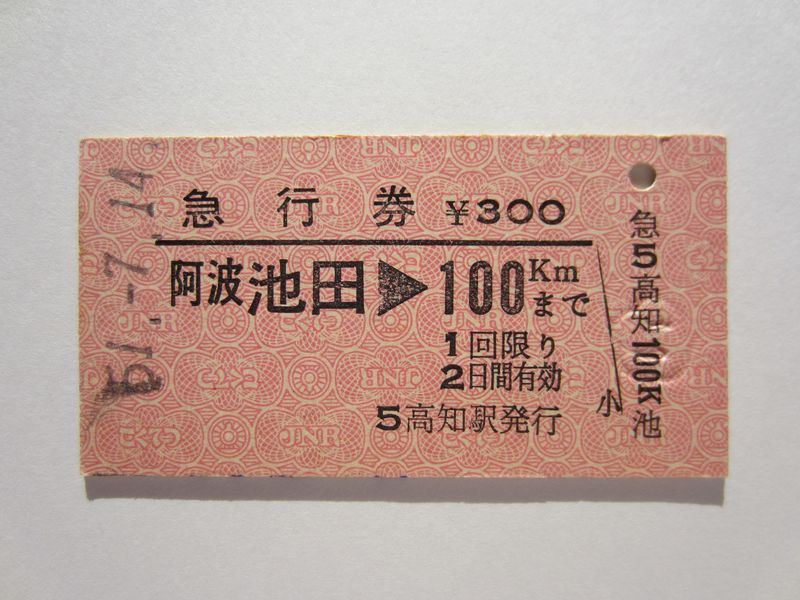 51.-7.14
急行券 ¥300
阿波池田▶100Kmまで
1回限り
2日間有効
5高知駅発行
小
急5高知100K池